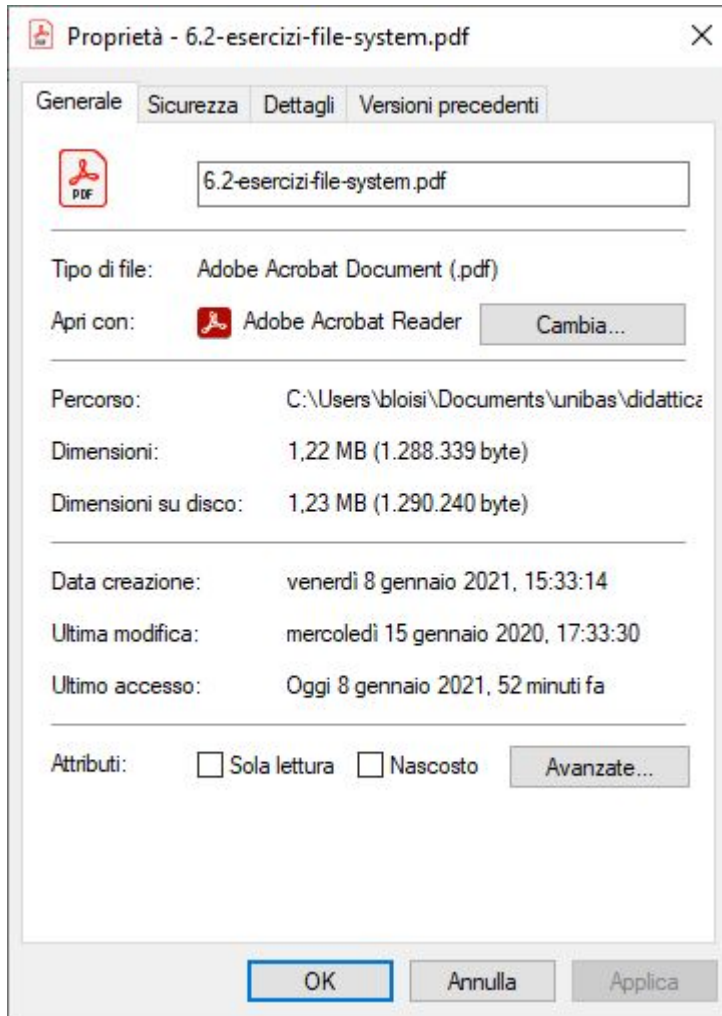 Proprietà - 6.2-esercizi-file-system.pdf
Generale Sicurezza Dettagli Versioni precedenti
PDF 6.2-esercizi-file-system.pdf
Tipo di file: Adobe Acrobat Document (.pdf)
Apri con: Adobe Acrobat Reader Cambia...
Percorso: C:\Users\bloisi\Documents\unibas\didattica
Dimensioni: 1,22 MB (1.288.339 byte)
Dimensioni su disco: 1,23 MB (1.290.240 byte)
Data creazione: venerdì 8 gennaio 2021, 15:33:14
Ultima modifica: mercoledì 15 gennaio 2020, 17:33:30
Ultimo accesso: Oggi 8 gennaio 2021, 52 minuti fa
Attributi: Sola lettura Nascosto Avanzate...
OK Annulla Applica